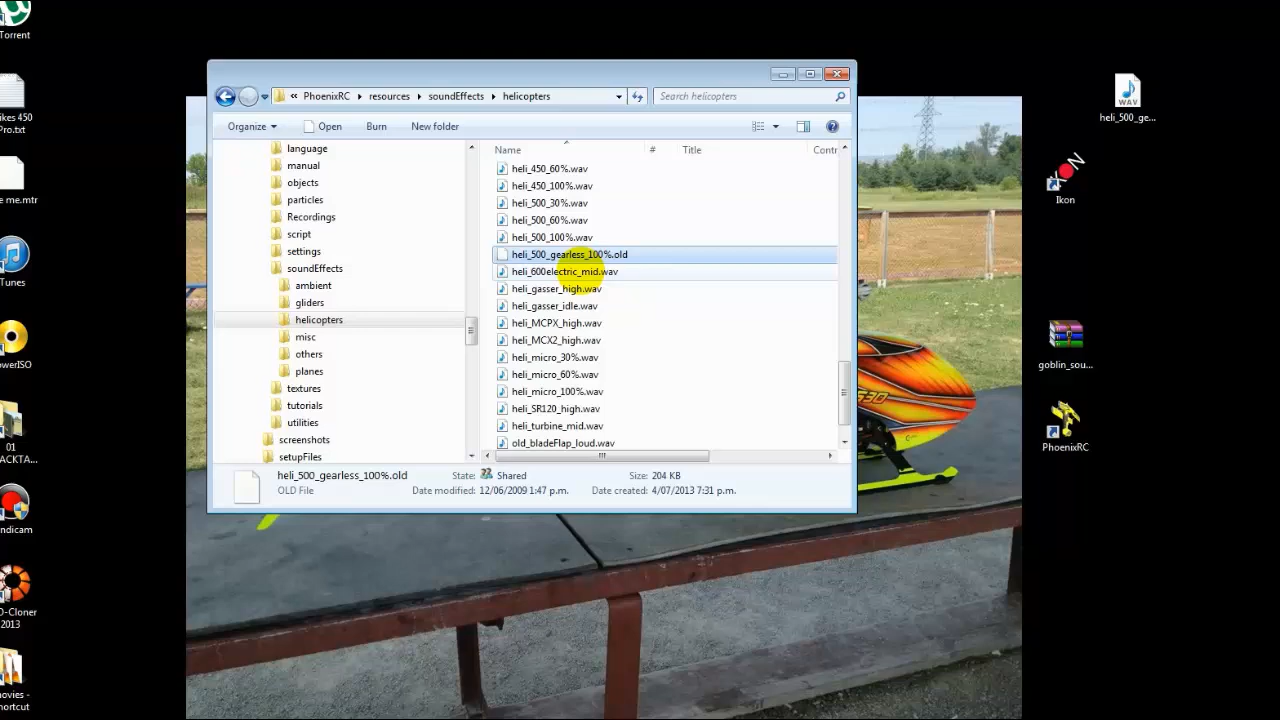 Torrent
ikes 450
Pro.txt
e me.mtr
iTunes
owerISO
01
ACKTA...
ndicam
O-Cloner
2013
ovies -
hortcut
« PhoenixRC resources soundEffects helicopters
Search helicopters
Organize Open Burn New folder
language
manual
objects
particles
Recordings
script
settings
soundEffects
ambient
gliders
helicopters
misc
others
planes
textures
tutorials
utilities
screenshots
setupFiles
Name # Title Contr
heli_450_60%.wav
heli_450_100%.wav
heli_500_30%.wav
heli_500_60%.wav
heli_500_100%.wav
heli_500_gearless_100%.old
heli_600electric_mid.wav
heli_gasser_high.wav
heli_gasser_idle.wav
heli_MCPX_high.wav
heli_MCX2_high.wav
heli_micro_30%.wav
heli_micro_60%.wav
heli_micro_100%.wav
heli_SR120_high.wav
heli_turbine_mid.wav
old_bladeFlap_loud.wav
heli_500_gearless_100%.old State: Shared Size: 204 KB
OLD File Date modified: 12/06/2009 1:47 p.m. Date created: 4/07/2013 7:31 p.m.
WAV
heli_500_ge...
IKON
Ikon
goblin_sou...
PhoenixRC